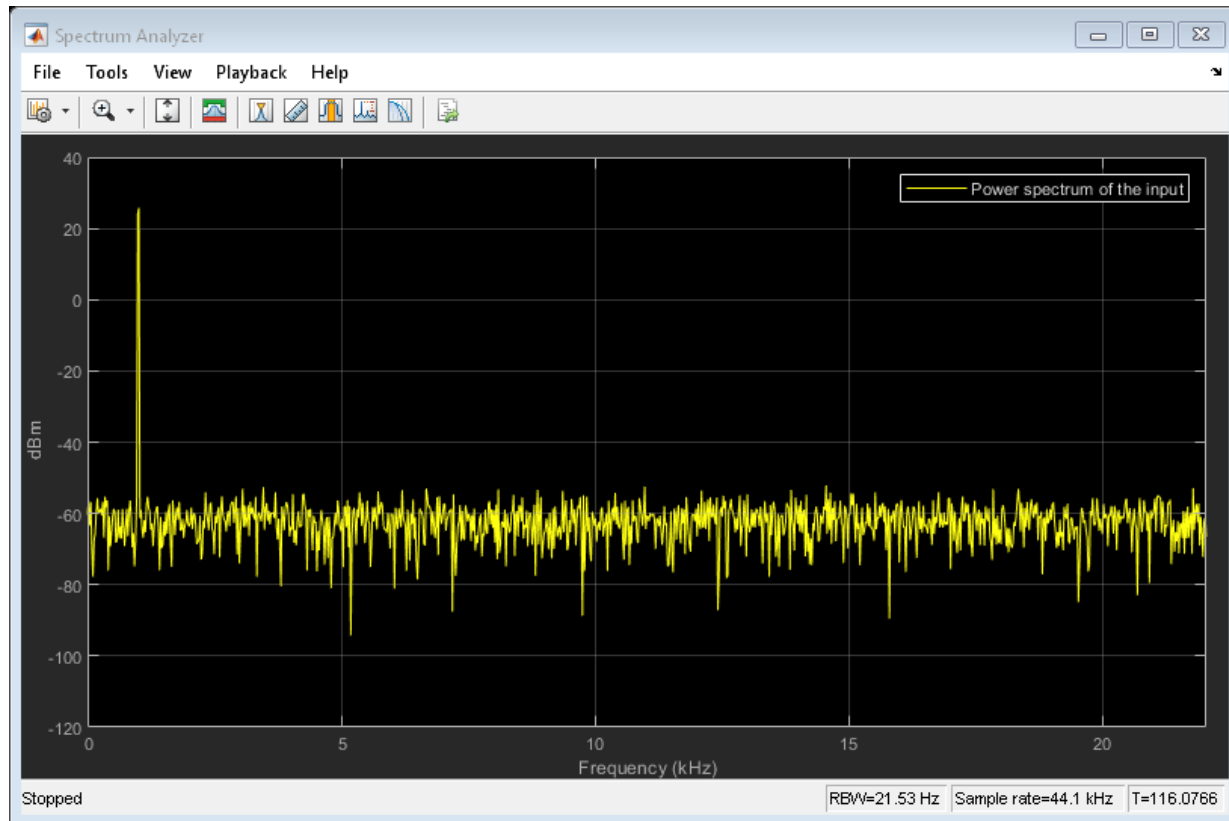 Spectrum Analyzer
File Tools View Playback Help
40
20
0
-20
-40
-60
-80
-100
-120
dBm
Power spectrum of the input
0 5 10 15 20
Frequency (kHz)
Stopped RBW=21.53 Hz Sample rate=44.1 kHz T=116.0766